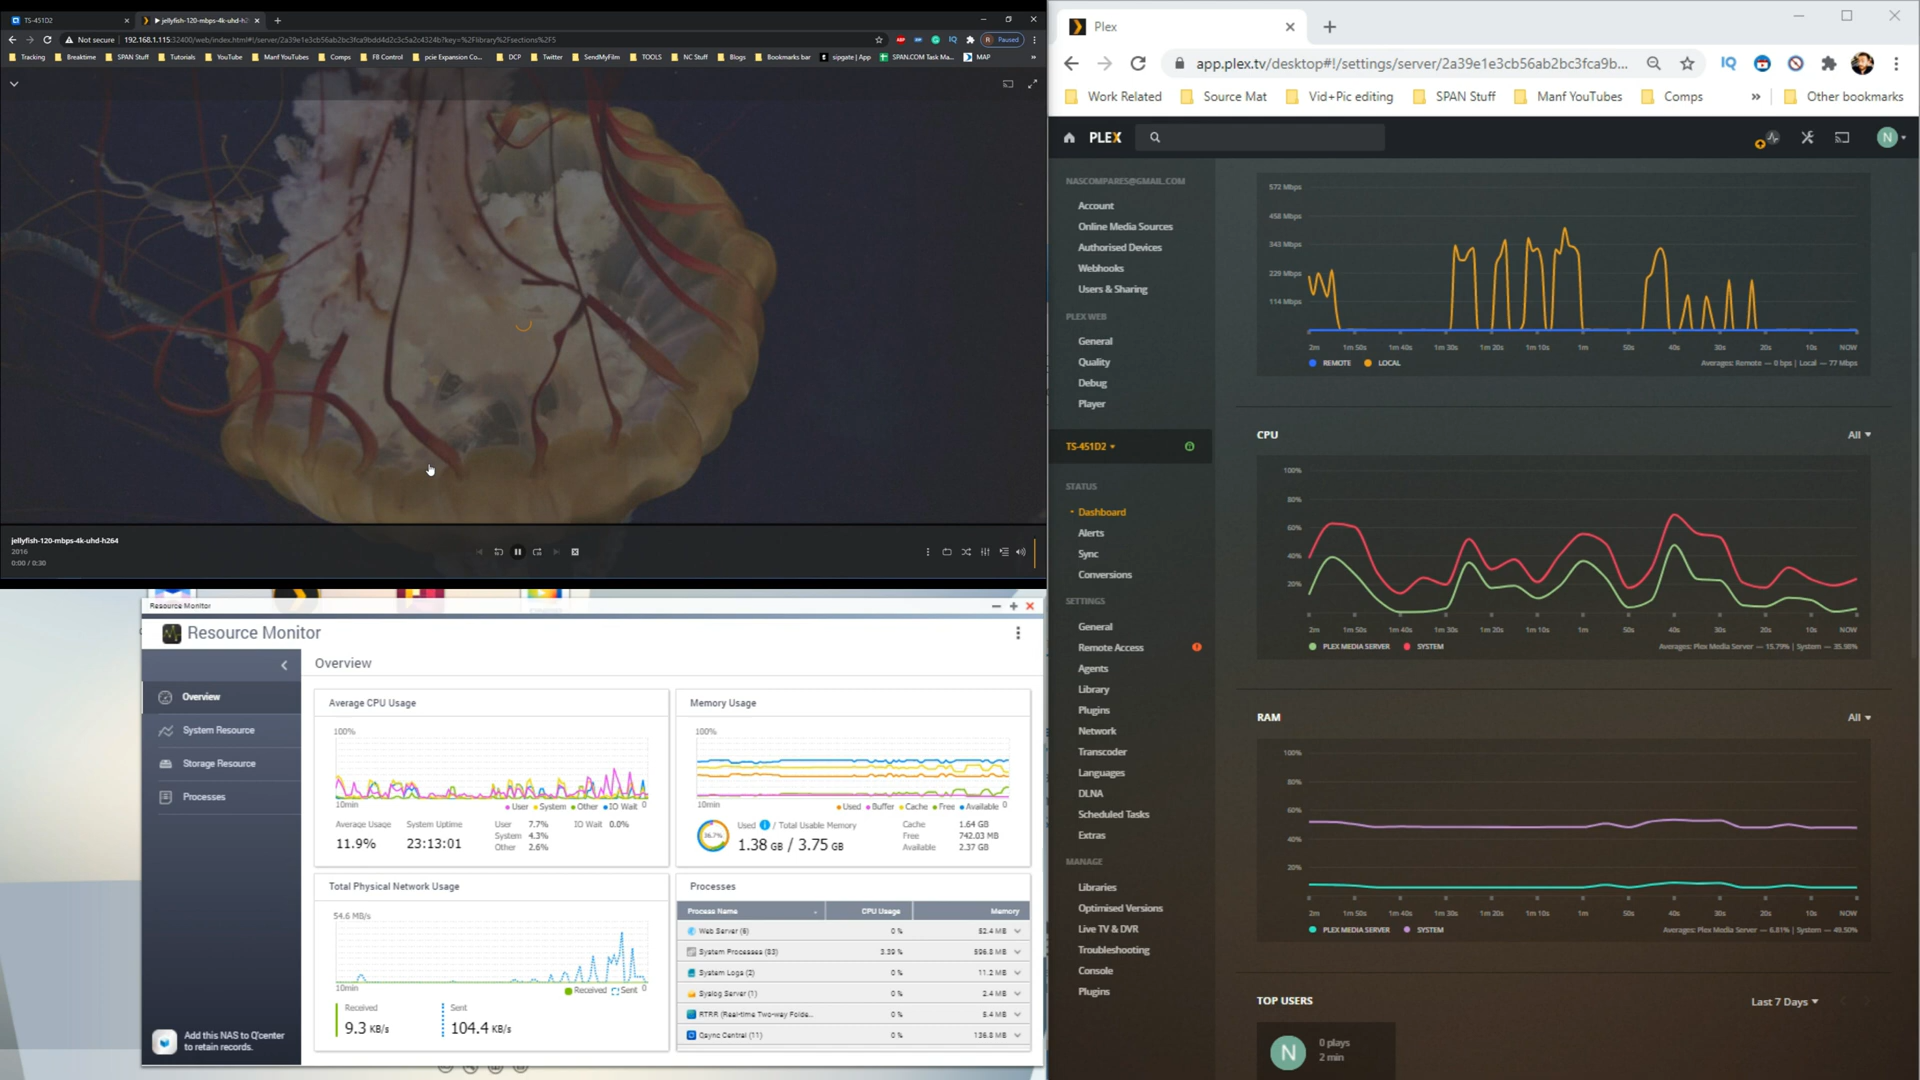 TS-451D2
jellyfish-120-mbps-4k-uhd-h2
Not secure | 192.168.1.115:32400/web/index.html#!/server/2a39e1e3cb56ab2bc3fca9bdd4d2c3c5a2c4324b?key=%2Flibrary%2Fsections%2F5
Paused
Tracking
Breaktime
SPAN Stuff
Tutorials
YouTube
Manf YouTubes
Comps
FB Control
pcie Expansion Co...
DCP
Twitter
SendMyFilm
TOOLS
NC Stuff
Blogs
Bookmarks bar
sipgate | App
SPAN.COM Task Ma...
MAP
jellyfish-120-mbps-4k-uhd-h264
2016
0:00 / 0:30
Resource Monitor
Resource Monitor
Overview
Overview
System Resource
Storage Resource
Processes
Add this NAS to Q'center
to retain records.
Average CPU Usage
100%
10min
User System Other IO Wait 0
Average Usage
11.9%
System Uptime
23:13:01
User 7.7%
System 4.3%
Other 2.6%
IO Wait 0.0%
Memory Usage
100%
10min
Used Buffer Cache Free Available 0
36.7%
Used / Total Usable Memory
1.38 GB / 3.75 GB
Cache 1.64 GB
Free 742.03 MB
Available 2.37 GB
Total Physical Network Usage
54.6 MB/s
10min
Received Sent 0
Received
9.3 KB/s
Sent
104.4 KB/s
Processes
Process Name CPU Usage Memory
Web Server (6) 0 % 52.4 MB
System Processes (33) 3.39 % 596.8 MB
System Logs (2) 0 % 11.2 MB
Syslog Server (1) 0 % 2.4 MB
RTRR (Real-time Two-way Folde... 0 % 5.4 MB
Qsync Central (11) 0 % 136.8 MB
Plex
app.plex.tv/desktop#!/settings/server/2a39e1e3cb56ab2bc3fca9b...
IQ
Work Related
Source Mat
Vid+Pic editing
SPAN Stuff
Manf YouTubes
Comps
»
Other bookmarks
PLEX
N
NASCOMPARES@GMAIL.COM
Account
Online Media Sources
Authorised Devices
Webhooks
Users & Sharing
PLEX WEB
General
Quality
Debug
Player
TS-451D2
STATUS
Dashboard
Alerts
Sync
Conversions
SETTINGS
General
Remote Access
Agents
Library
Plugins
Network
Transcoder
Languages
DLNA
Scheduled Tasks
Extras
MANAGE
Libraries
Optimised Versions
Live TV & DVR
Troubleshooting
Console
Plugins
572 Mbps
458 Mbps
343 Mbps
229 Mbps
114 Mbps
2m 1m 50s 1m 40s 1m 30s 1m 20s 1m 10s 1m 50s 40s 30s 20s 10s NOW
REMOTE LOCAL
Averages: Remote — 0 bps | Local — 77 Mbps
CPU
All
100%
80%
60%
40%
20%
2m 1m 50s 1m 40s 1m 30s 1m 20s 1m 10s 1m 50s 40s 30s 20s 10s NOW
PLEX MEDIA SERVER SYSTEM
Averages: Plex Media Server — 15.79% | System — 35.98%
RAM
All
100%
80%
60%
40%
20%
2m 1m 50s 1m 40s 1m 30s 1m 20s 1m 10s 1m 50s 40s 30s 20s 10s NOW
PLEX MEDIA SERVER SYSTEM
Averages: Plex Media Server — 6.81% | System — 49.50%
TOP USERS
Last 7 Days
N
0 plays
2 min